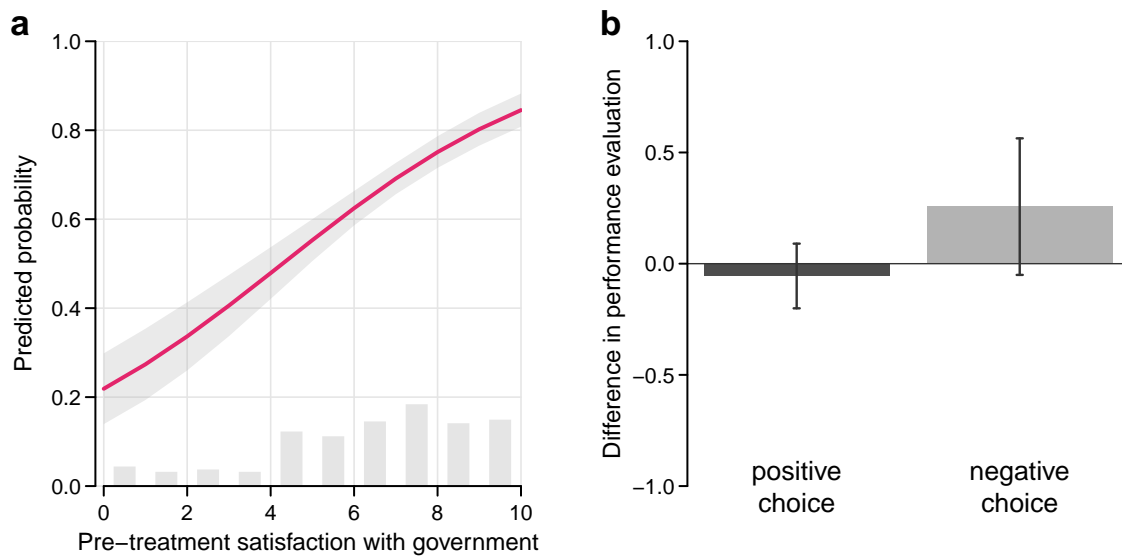 a
1.0
0.8
0.6
0.4
0.2
0.0
Predicted probability
0 2 4 6 8 10
Pre−treatment satisfaction with government
b
1.0
0.5
0.0
−0.5
−1.0
Difference in performance evaluation
positive
choice
negative
choice